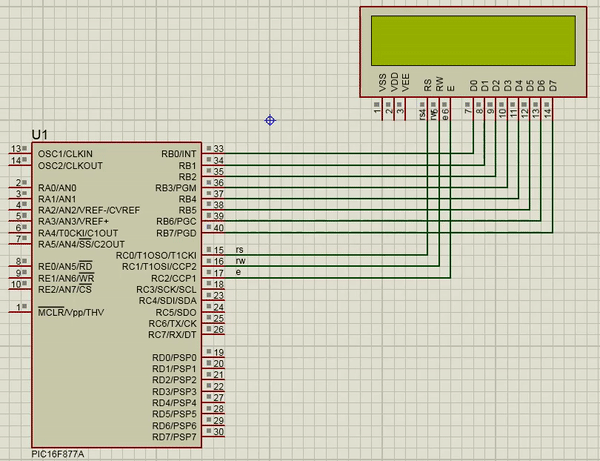 VSS VDD VEE RS RW E D0 D1 D2 D3 D4 D5 D6 D7
1 2 3 rs4 rw5 e6 7 8 9 10 11 12 13 14
U1
13 OSC1/CLKIN RB0/INT 33
14 OSC2/CLKOUT RB1 34
RB2 35
2 RA0/AN0 RB3/PGM 36
3 RA1/AN1 RB4 37
4 RA2/AN2/VREF-/CVREF RB5 38
5 RA3/AN3/VREF+ RB6/PGC 39
6 RA4/T0CKI/C1OUT RB7/PGD 40
7 RA5/AN4/SS/C2OUT
RC0/T1OSO/T1CKI 15 rs
8 RE0/AN5/RD RC1/T1OSI/CCP2 16 rw
9 RE1/AN6/WR RC2/CCP1 17 e
10 RE2/AN7/CS RC3/SCK/SCL 18
RC4/SDI/SDA 23
1 MCLR/Vpp/THV RC5/SDO 24
RC6/TX/CK 25
RC7/RX/DT 26
RD0/PSP0 19
RD1/PSP1 20
RD2/PSP2 21
RD3/PSP3 22
RD4/PSP4 27
RD5/PSP5 28
RD6/PSP6 29
RD7/PSP7 30
PIC16F877A